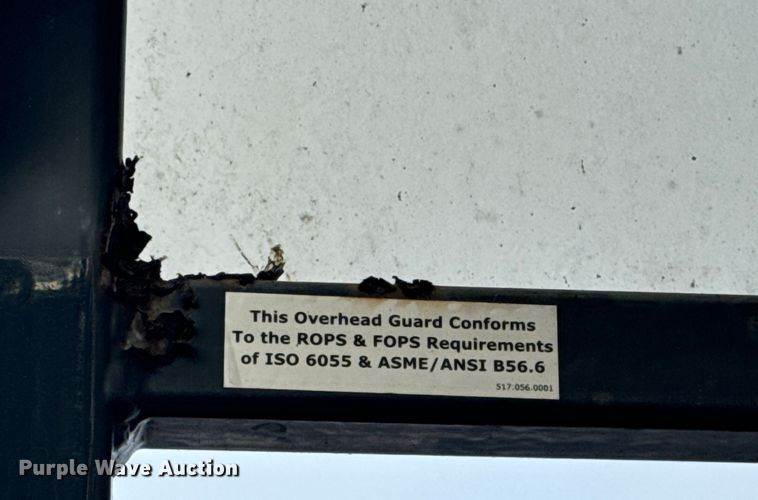 This Overhead Guard Conforms
To the ROPS & FOPS Requirements
of ISO 6055 & ASME/ANSI B56.6
517.056.0001
Purple Wave Auction